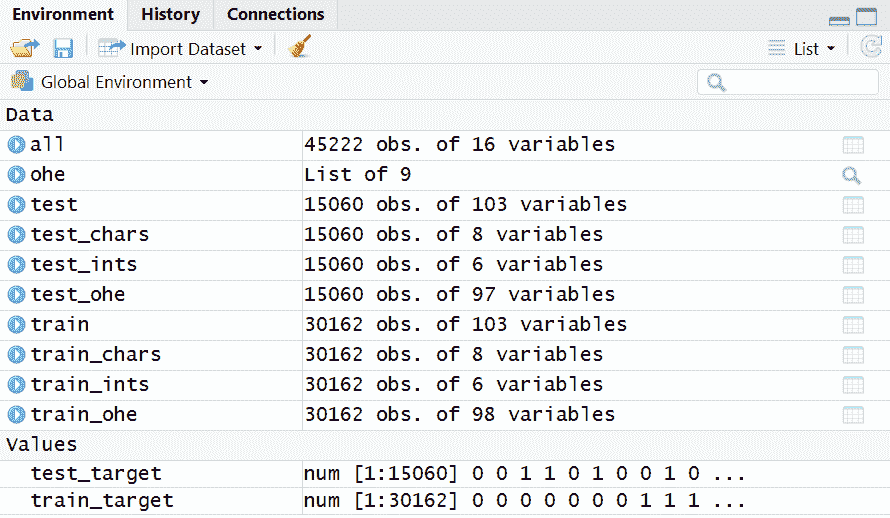 Environment History Connections
Import Dataset List
Global Environment
Data
all 45222 obs. of 16 variables
ohe List of 9
test 15060 obs. of 103 variables
test_chars 15060 obs. of 8 variables
test_ints 15060 obs. of 6 variables
test_ohe 15060 obs. of 97 variables
train 30162 obs. of 103 variables
train_chars 30162 obs. of 8 variables
train_ints 30162 obs. of 6 variables
train_ohe 30162 obs. of 98 variables
Values
test_target num [1:15060] 0 0 1 1 0 1 0 0 1 0 ...
train_target num [1:30162] 0 0 0 0 0 0 0 1 1 1 ...